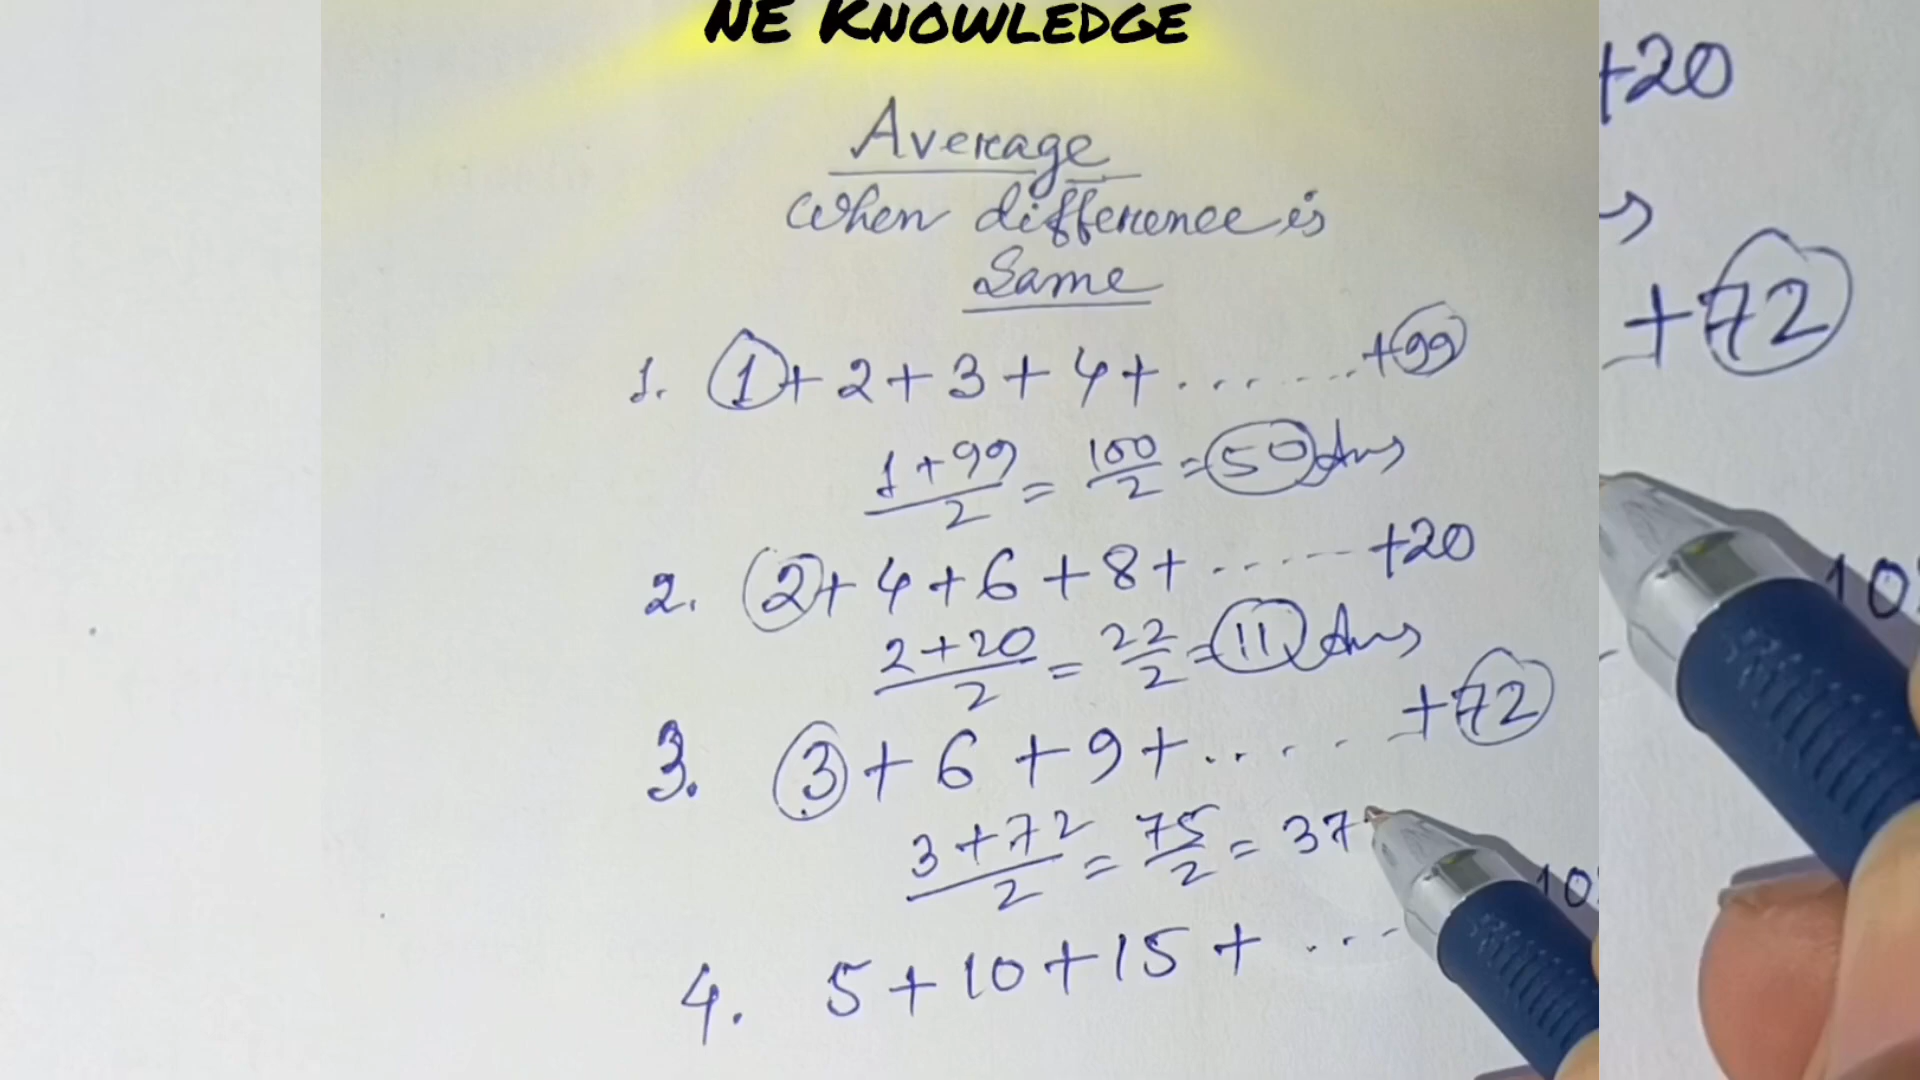 NE KNOWLEDGE
Average
When difference is
Same
1. 1 + 2 + 3 + 4 + ....... +99
1 + 99 / 2 = 100 / 2 = 50 Ans
2. 2 + 4 + 6 + 8 + ....... +20
2 + 20 / 2 = 22 / 2 = 11 Ans
3. 3 + 6 + 9 + ..... +72
3 + 72 / 2 = 75 / 2 = 37
4. 5 + 10 + 15 + ....
10
+20
+72
10